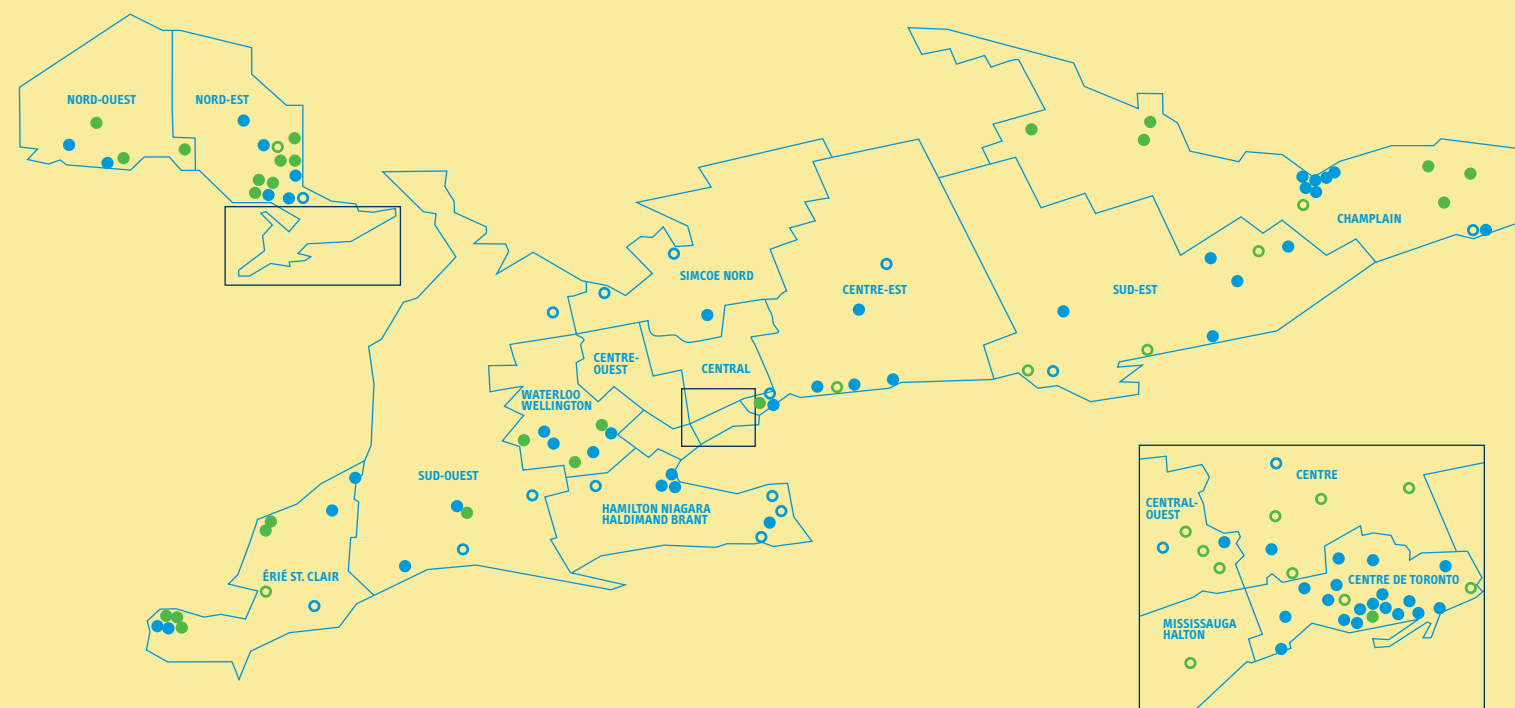 NORD-OUEST
NORD-EST
CHAMPLAIN
SIMCOE NORD
CENTRE-EST
SUD-EST
CENTRE-
OUEST
CENTRAL
WATERLOO
WELLINGTON
SUD-OUEST
HAMILTON NIAGARA
HALDIMAND BRANT
ÉRIÉ ST. CLAIR
CENTRE
CENTRAL-
OUEST
CENTRE DE TORONTO
MISSISSAUGA
HALTON